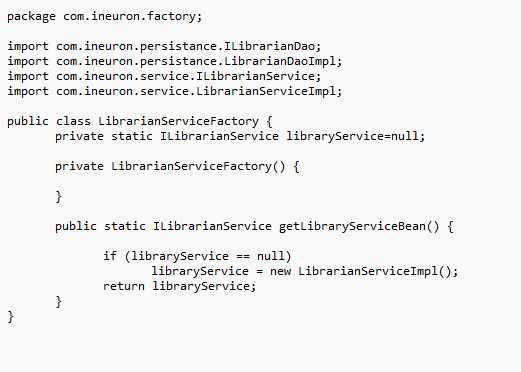 package com.ineuron.factory;
import com.ineuron.persistance.ILibrarianDao;
import com.ineuron.persistance.LibrarianDaoImpl;
import com.ineuron.service.ILibrarianService;
import com.ineuron.service.LibrarianServiceImpl;
public class LibrarianServiceFactory {
private static ILibrarianService libraryService=null;
private LibrarianServiceFactory() {
}
public static ILibrarianService getLibraryServiceBean() {
if (libraryService == null)
libraryService = new LibrarianServiceImpl();
return libraryService;
}
}